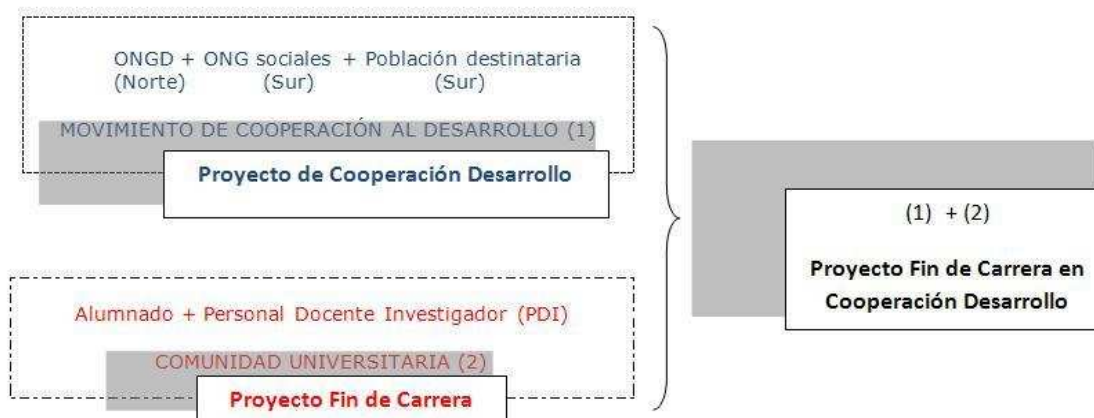 ONGD + ONG sociales + Población destinataria
(Norte) (Sur) (Sur)
MOVIMIENTO DE COOPERACIÓN AL DESARROLLO (1)
Proyecto de Cooperación Desarrollo
Alumnado + Personal Docente Investigador (PDI)
COMUNIDAD UNIVERSITARIA (2)
Proyecto Fin de Carrera
(1) + (2)
Proyecto Fin de Carrera en
Cooperación Desarrollo